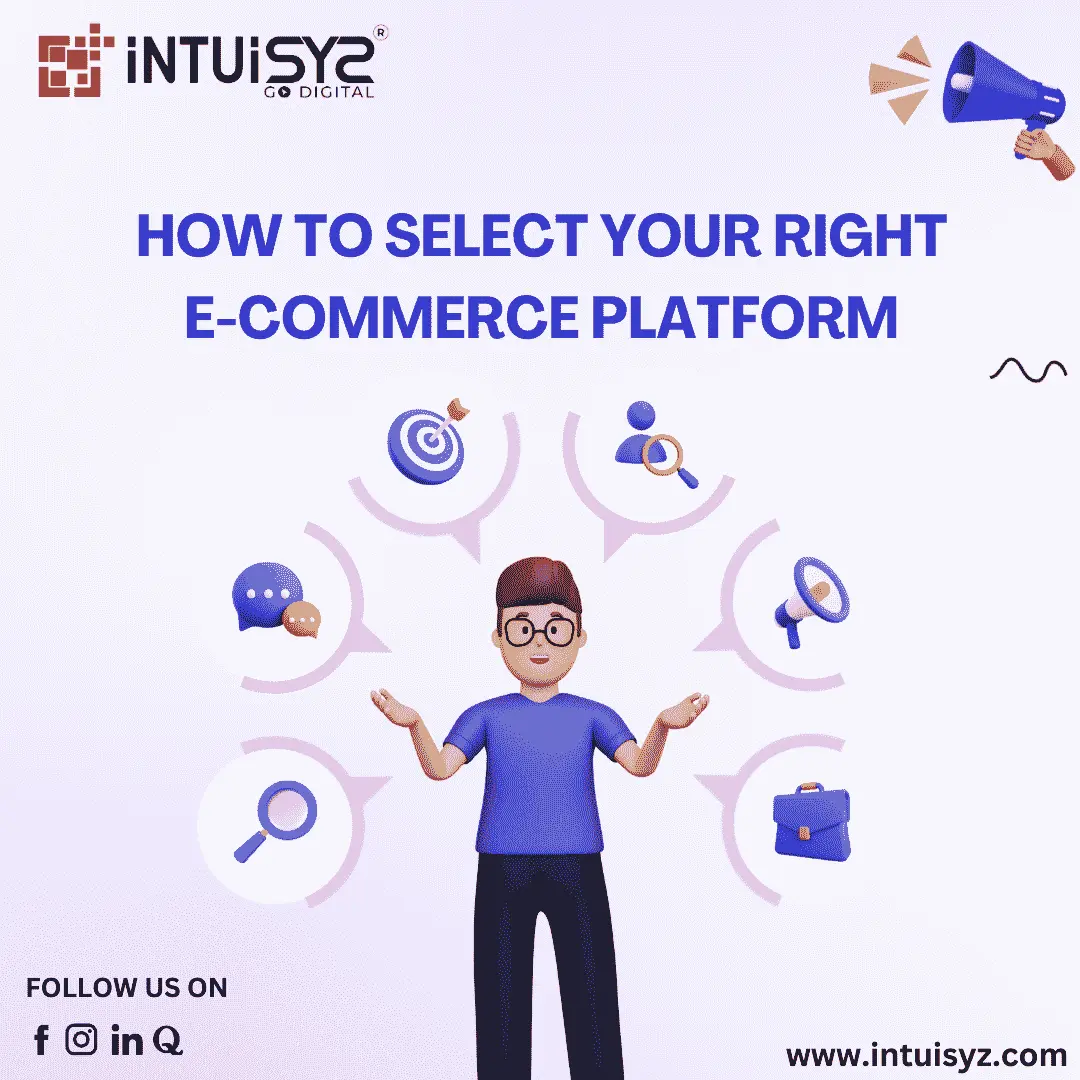 iNTUiSYZ®
GO DIGITAL
HOW TO SELECT YOUR RIGHT
E-COMMERCE PLATFORM
FOLLOW US ON
www.intuisyz.com